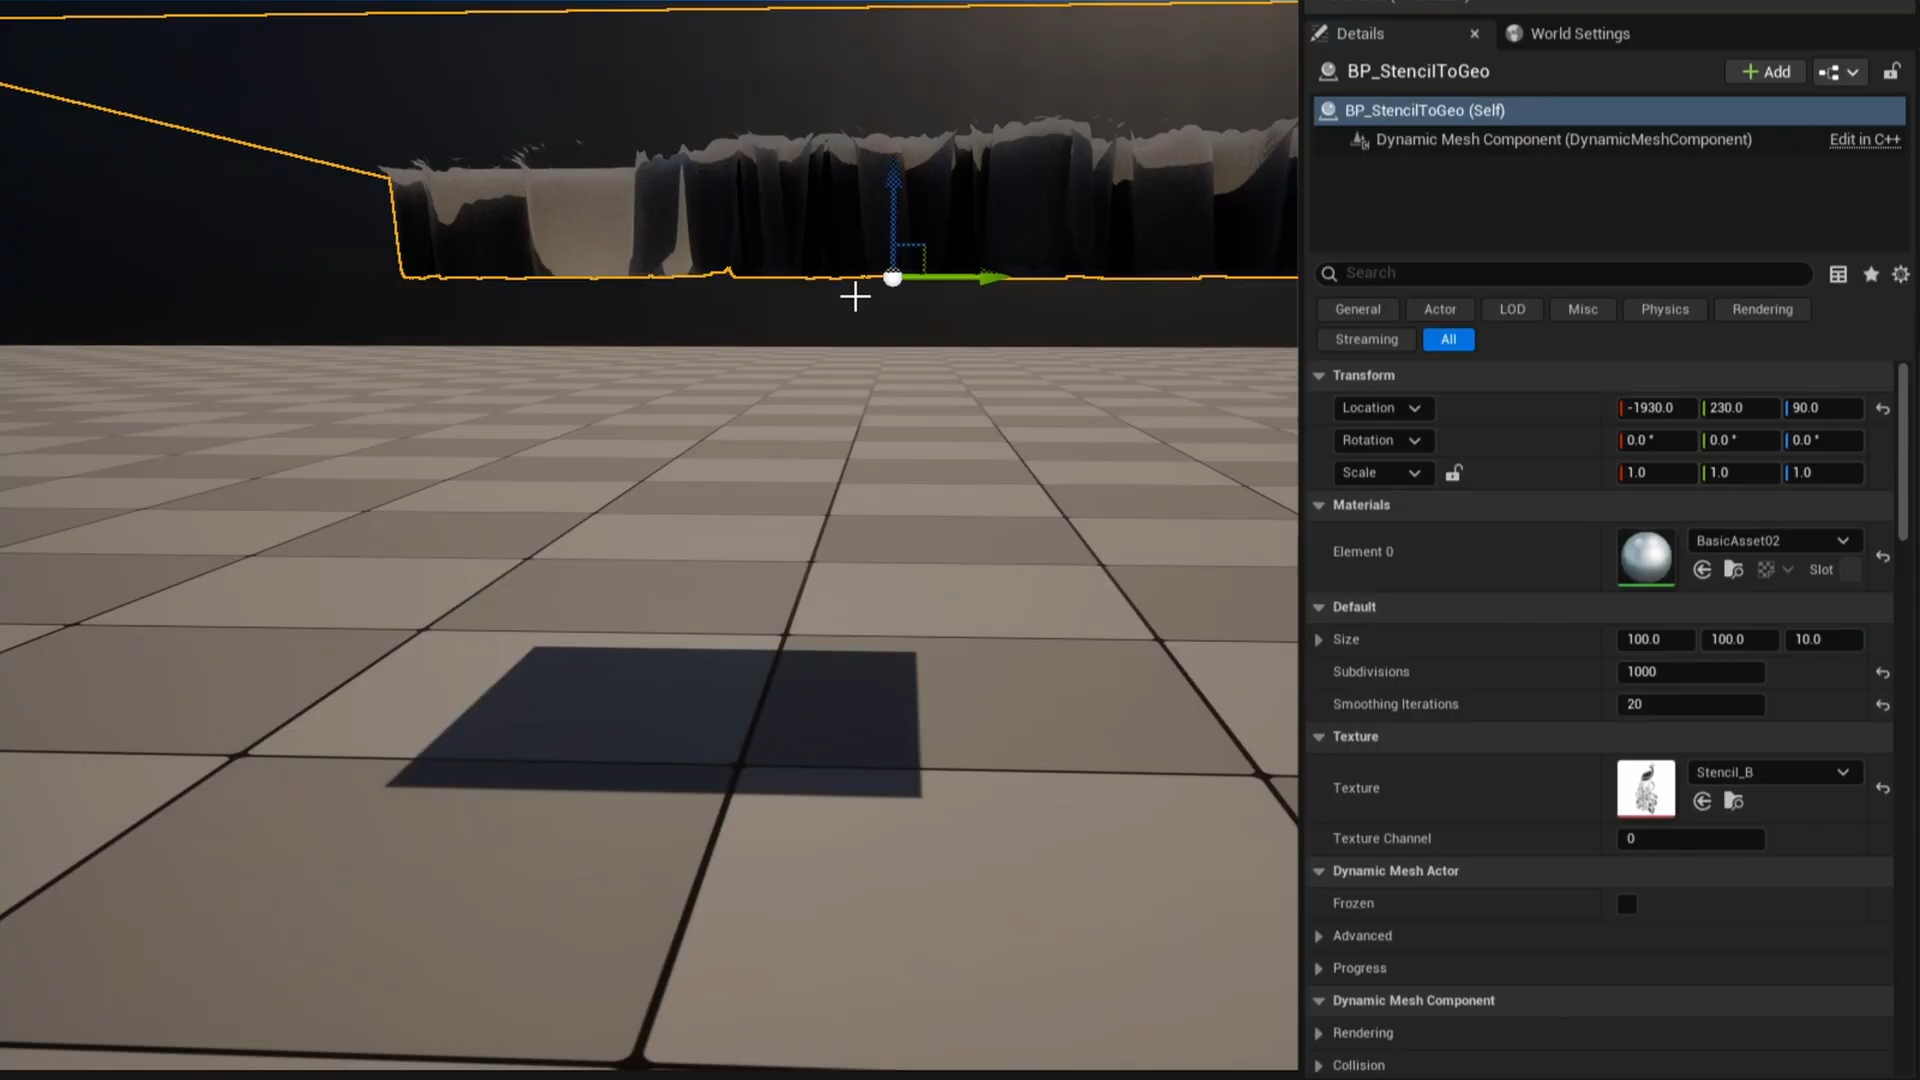 Details
World Settings
BP_StencilToGeo
Add
BP_StencilToGeo (Self)
Dynamic Mesh Component (DynamicMeshComponent)
Edit in C++
Search
General
Actor
LOD
Misc
Physics
Rendering
Streaming
All
Transform
Location
-1930.0
230.0
90.0
Rotation
0.0 °
0.0 °
0.0 °
Scale
1.0
1.0
1.0
Materials
Element 0
BasicAsset02
Slot
Default
Size
100.0
100.0
10.0
Subdivisions
1000
Smoothing Iterations
20
Texture
Texture
Stencil_B
Texture Channel
0
Dynamic Mesh Actor
Frozen
Advanced
Progress
Dynamic Mesh Component
Rendering
Collision